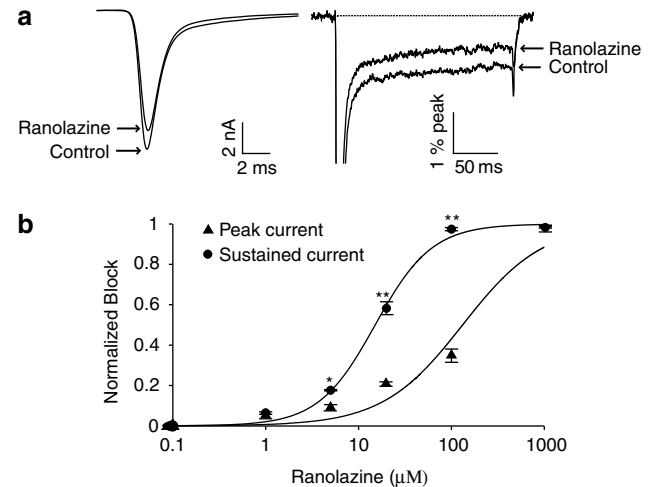 a
Ranolazine
Control
2 nA
2 ms
Ranolazine
Control
1 % peak
50 ms
b
Peak current
Sustained current
Normalized Block
1
0.8
0.6
0.4
0.2
0
**
**
*
0.1 1 10 100 1000
Ranolazine (µM)